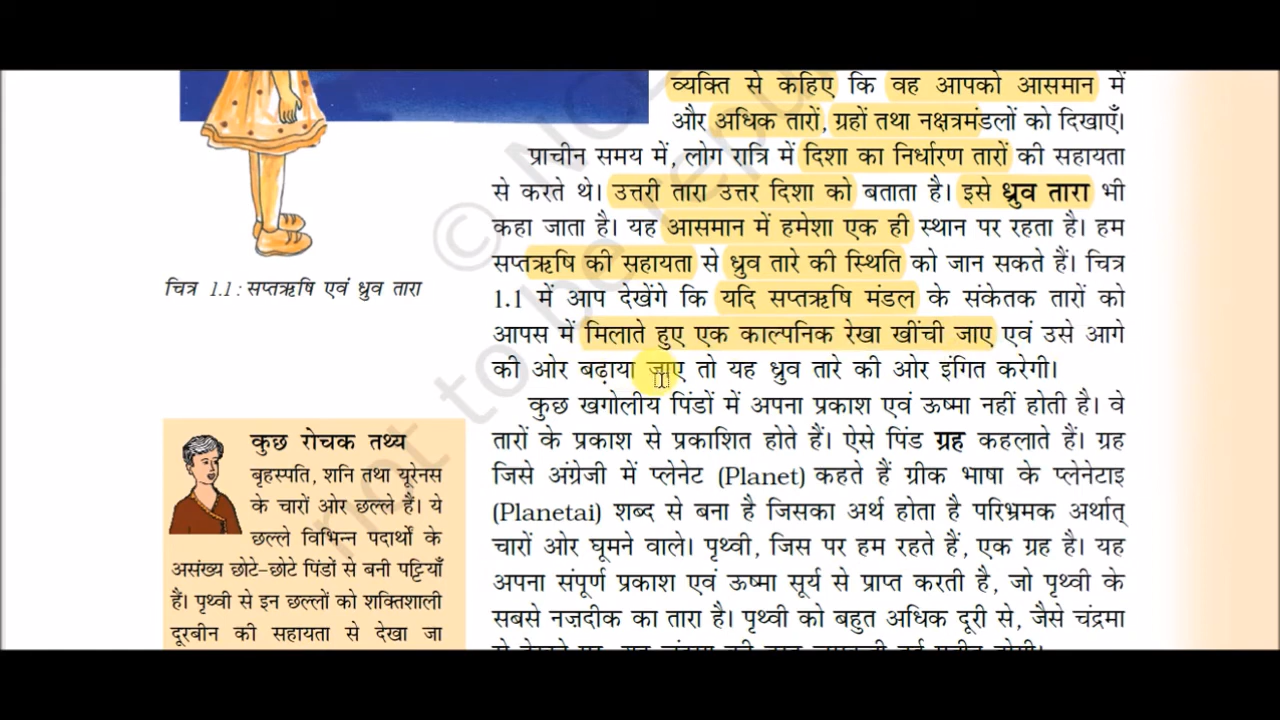 व्यक्ति से कहिए कि वह आपको आसमान में
और अधिक तारों, ग्रहों तथा नक्षत्रमंडलों को दिखाएँ।
प्राचीन समय में, लोग रात्रि में दिशा का निर्धारण तारों की सहायता
से करते थे। उत्तरी तारा उत्तर दिशा को बताता है। इसे ध्रुव तारा भी
कहा जाता है। यह आसमान में हमेशा एक ही स्थान पर रहता है। हम
सप्तऋषि की सहायता से ध्रुव तारे की स्थिति को जान सकते हैं। चित्र
1.1 में आप देखेंगे कि यदि सप्तऋषि मंडल के संकेतक तारों को
आपस में मिलाते हुए एक काल्पनिक रेखा खींची जाए एवं उसे आगे
की ओर बढ़ाया जाए तो यह ध्रुव तारे की ओर इंगित करेगी।
कुछ खगोलीय पिंडों में अपना प्रकाश एवं ऊष्मा नहीं होती है। वे
तारों के प्रकाश से प्रकाशित होते हैं। ऐसे पिंड ग्रह कहलाते हैं। ग्रह
जिसे अंग्रेजी में प्लेनेट (Planet) कहते हैं ग्रीक भाषा के प्लेनेटाइ
(Planetai) शब्द से बना है जिसका अर्थ होता है परिभ्रमक अर्थात्
चारों ओर घूमने वाले। पृथ्वी, जिस पर हम रहते हैं, एक ग्रह है। यह
अपना संपूर्ण प्रकाश एवं ऊष्मा सूर्य से प्राप्त करती है, जो पृथ्वी के
सबसे नज़दीक का तारा है। पृथ्वी को बहुत अधिक दूरी से, जैसे चंद्रमा
चित्र 1.1 : सप्तऋषि एवं ध्रुव तारा
कुछ रोचक तथ्य
बृहस्पति, शनि तथा यूरेनस
के चारों ओर छल्ले हैं। ये
छल्ले विभिन्न पदार्थों के
असंख्य छोटे-छोटे पिंडों से बनी पट्टियाँ
हैं। पृथ्वी से इन छल्लों को शक्तिशाली
दूरबीन की सहायता से देखा जा
not to be